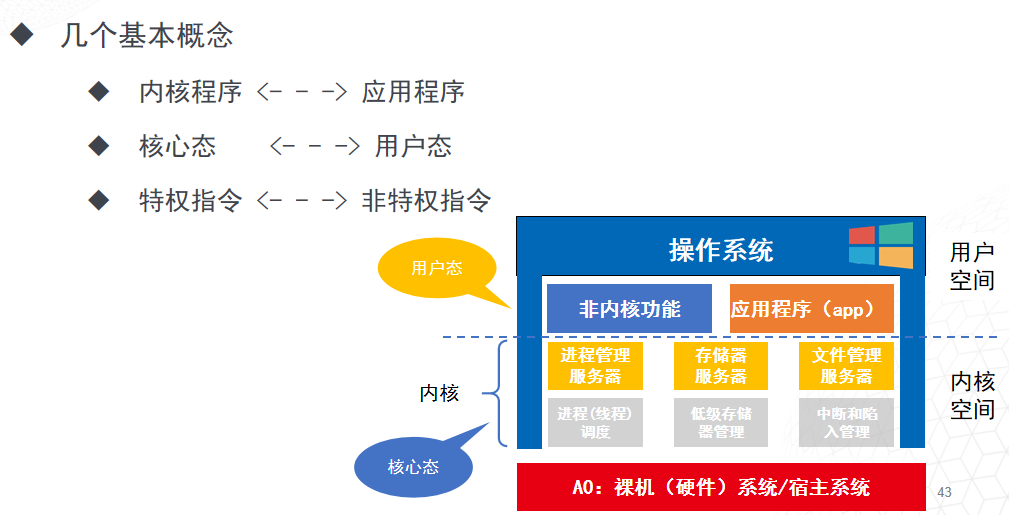 ◆ 几个基本概念
◆ 内核程序 <- - -> 应用程序
◆ 核心态 <- - -> 用户态
◆ 特权指令 <- - -> 非特权指令
用户态
操作系统
用户
空间
非内核功能
应用程序（app）
进程管理
服务器
存储器
服务器
文件管理
服务器
内核
内核
空间
进程(线程)
调度
低级存储
器管理
中断和陷
入管理
核心态
A0：裸机（硬件）系统/宿主系统
43